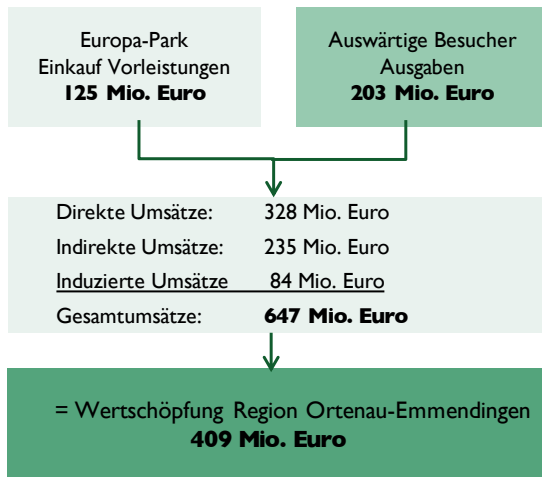 Europa-Park
Einkauf Vorleistungen
125 Mio. Euro
Auswärtige Besucher
Ausgaben
203 Mio. Euro
Direkte Umsätze: 328 Mio. Euro
Indirekte Umsätze: 235 Mio. Euro
Induzierte Umsätze 84 Mio. Euro
Gesamtumsätze: 647 Mio. Euro
= Wertschöpfung Region Ortenau-Emmendingen
409 Mio. Euro